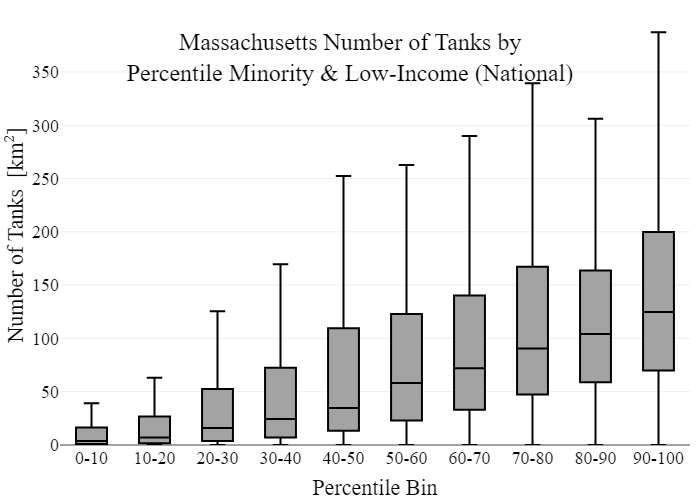 Massachusetts Number of Tanks by
Percentile Minority & Low-Income (National)
Number of Tanks [km²]
350
300
250
200
150
100
50
0
0-10 10-20 20-30 30-40 40-50 50-60 60-70 70-80 80-90 90-100
Percentile Bin